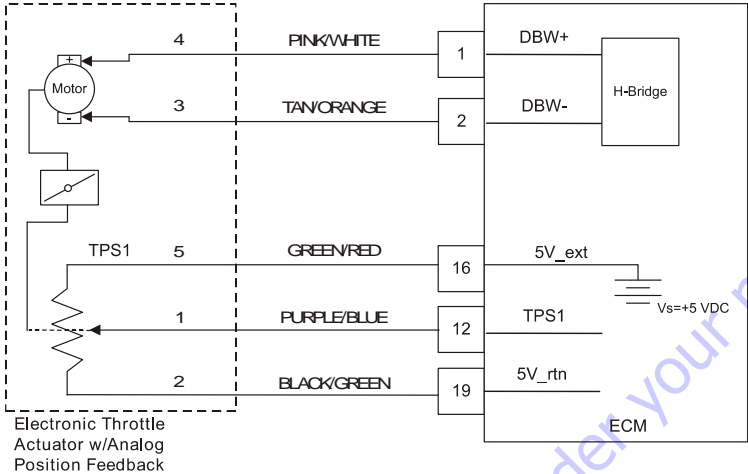 4 PINK/WHITE 1 DBW+
+
Motor
-
H-Bridge
3 TAN/ORANGE 2 DBW-
TPS1 5 GREEN/RED 16 5V_ext
Vs=+5 VDC
1 PURPLE/BLUE 12 TPS1
2 BLACK/GREEN 19 5V_rtn
ECM
Electronic Throttle
Actuator w/Analog
Position Feedback
der your